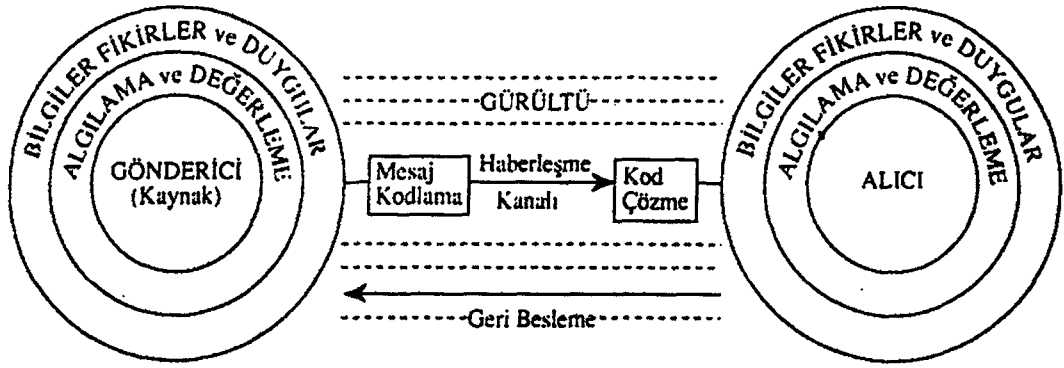 BİLGİLER FİKİRLER ve DUYGULAR
ALGILAMA ve DEĞERLEME
GÖNDERİCİ
(Kaynak)
GÜRÜLTÜ
Mesaj
Kodlama
Haberleşme
Kanalı
Kod
Çözme
Geri Besleme
BİLGİLER FİKİRLER ve DUYGULAR
ALGILAMA ve DEĞERLEME
ALICI